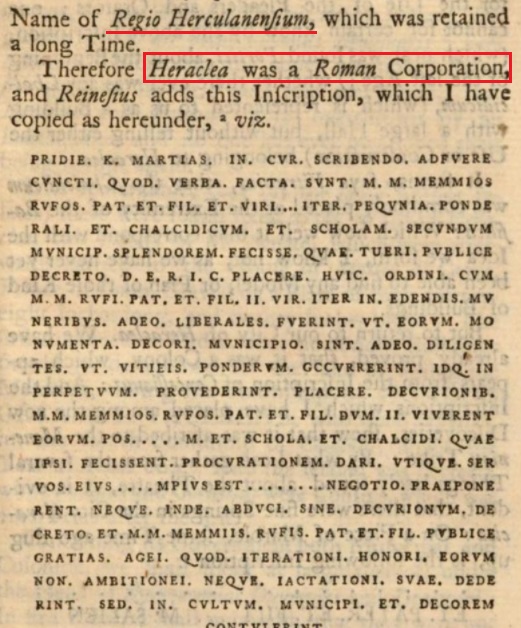 Name of Regio Herculanenſium, which was retained
a long Time.
Therefore Heraclea was a Roman Corporation,
and Reineſius adds this Inſcription, which I have
copied as hereunder, ª viz.
PRIDIE. K. MARTIAS. IN. CVR. SCRIBENDO. ADFVERE
CVNCTI. QVOD. VERBA. FACTA. SVNT. M. M. MEMMIOS
RVFOS. PAT. ET. FIL. ET. VIRI.... ITER. PEQVNIA. PONDE
RALI. ET. CHALCIDICVM. ET. SCHOLAM. SECVNDVM
MVNICIP. SPLENDOREM. FECISSE. QVAE. TUERI. PVBLICE
DECRETO. D. E, R. I. C. PLACERE. HVIC. ORDINI. CVM
M. M. RVFI. PAT. ET. FIL. II. VIR. ITER IN. EDENDIS. MV
NERIBVS. ADEO. LIBERALES. FVERINT. VT. EORVM. MO
NVMENTA. DECORI. MVNICIPIO. SINT. ADEO. DILIGEN
TES. VT. VITIEIS. PONDERVM. GCCVRRERINT. IDQ. IN
PERPETVVM. PROVEDERINT. PLACERE. DECVRIONIB.
M.M. MEMMIOS. RVFOS. PAT. ET. FIL. DVM. II. VIVERENT
EORVM. POS..... M. ET. SCHOLA. ET. CHALCIDI. QVAE
IPSI. FECISSENT. PROCVRATIONEM. DARI. VTIQVE. SER
VOS. EIVS .... MPIVS EST ........ NEGOTIO. PRAEPONE
RENT. NEQVE. INDE. ABDVCI. SINE. DECVRIONVM, DE
CRETO. ET. M.M. MEMMIIS. RVFIS. PAT. ET. FIL. PVBLICE
GRATIAS. AGEI. QVOD. ITERATIONI. HONORI. EORVM
NON. AMBITIONEI. NEQVE. IACTATIONI. SVAE. DEDE
RINT. SED. IN. CVLTVM. MVNICIPI. ET. DECOREM
CONTVLERINT